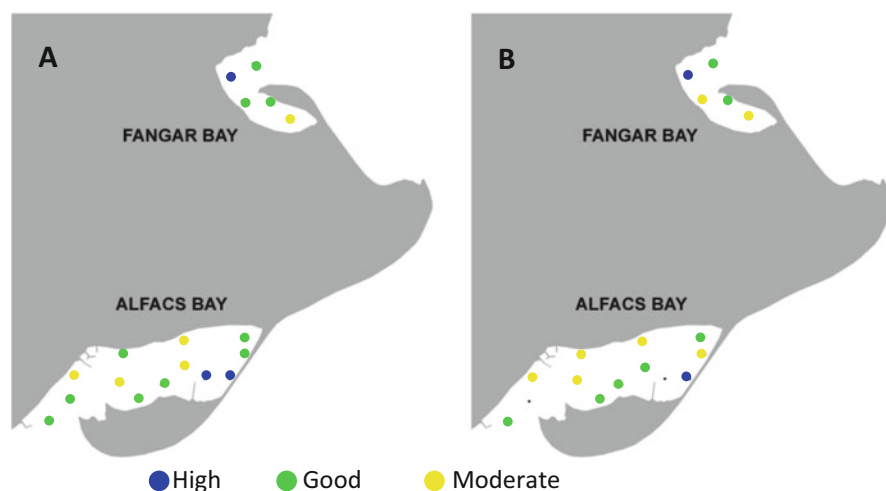 A
B
FANGAR BAY
FANGAR BAY
ALFACS BAY
ALFACS BAY
High
Good
Moderate